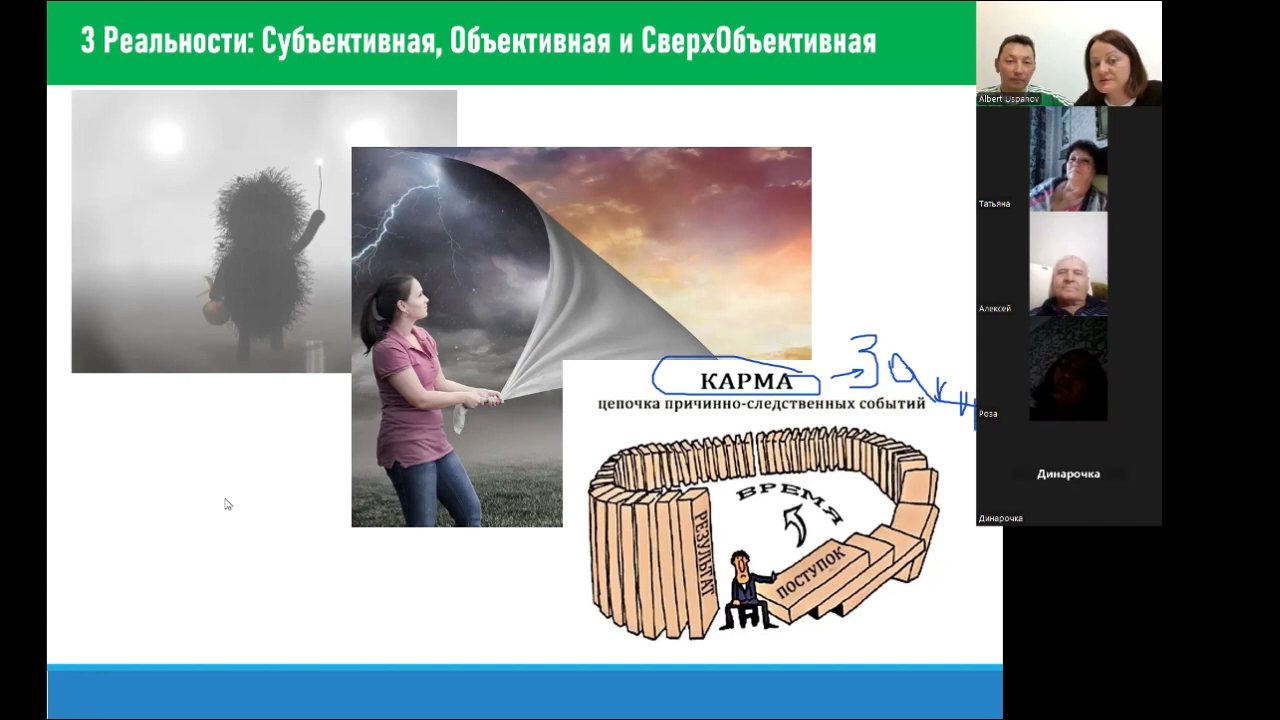 3 Реальности: Субъективная, Объективная и СверхОбъективная
КАРМА
цепочка причинно-следственных событий
ВРЕМЯ
РЕЗУЛЬТАТ
ПОСТУПОК
Albert Uspanov
Татьяна
Алексей
Роза
Динарочка
Динарочка